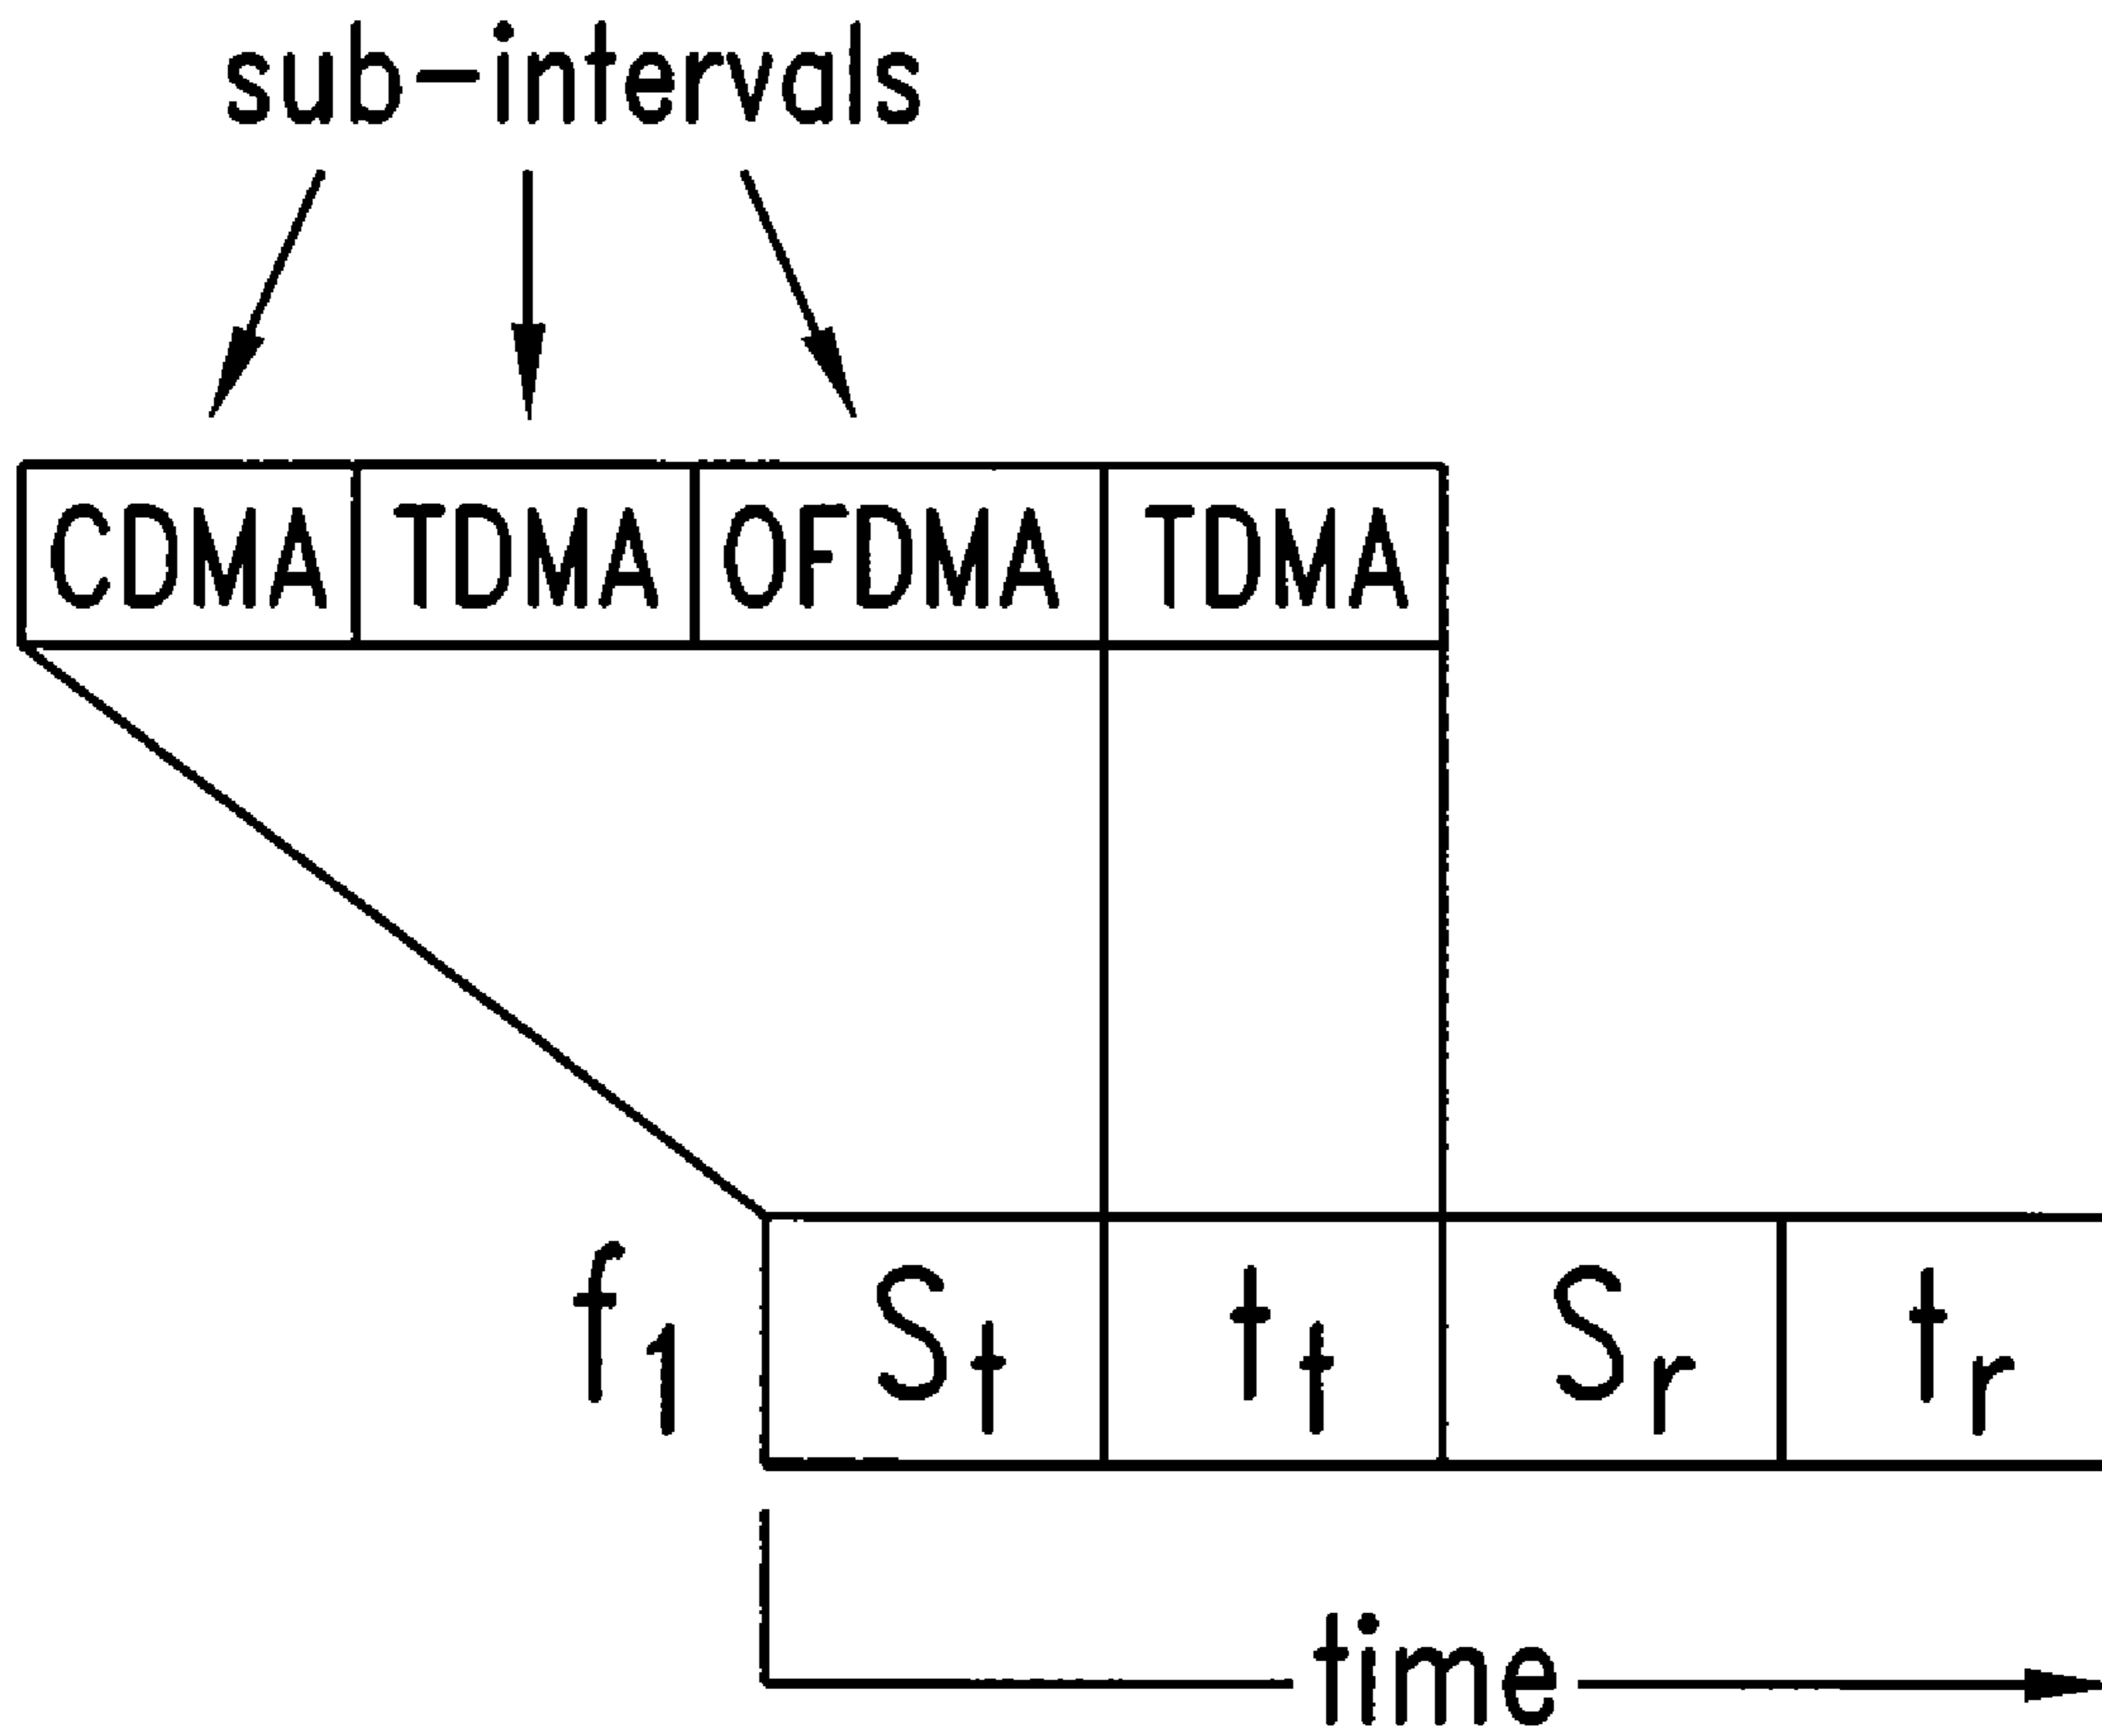 sub-intervals
CDMA TDMA OFDMA TDMA
f1 St tt Sr tr
time